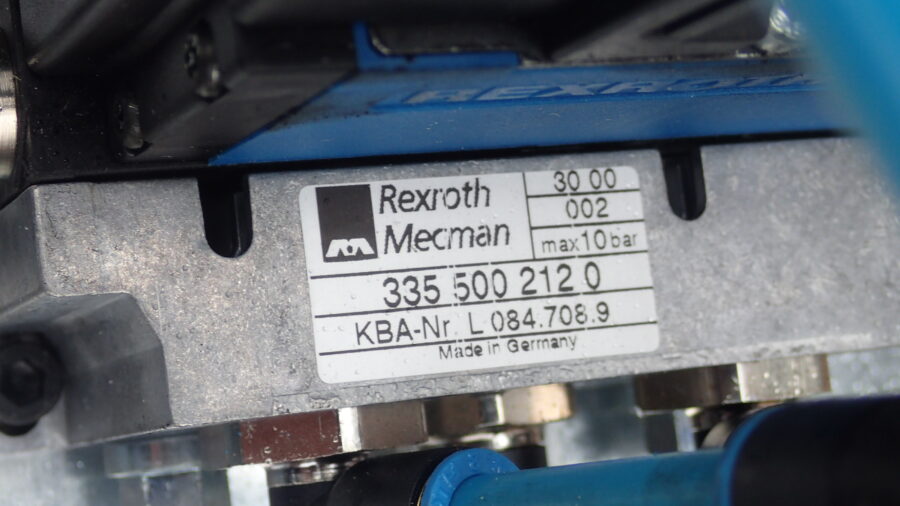 REXROTH
Rexroth
Mecman
30 00
002
max 10 bar
335 500 212 0
KBA-Nr. L 084.708.9
Made in Germany